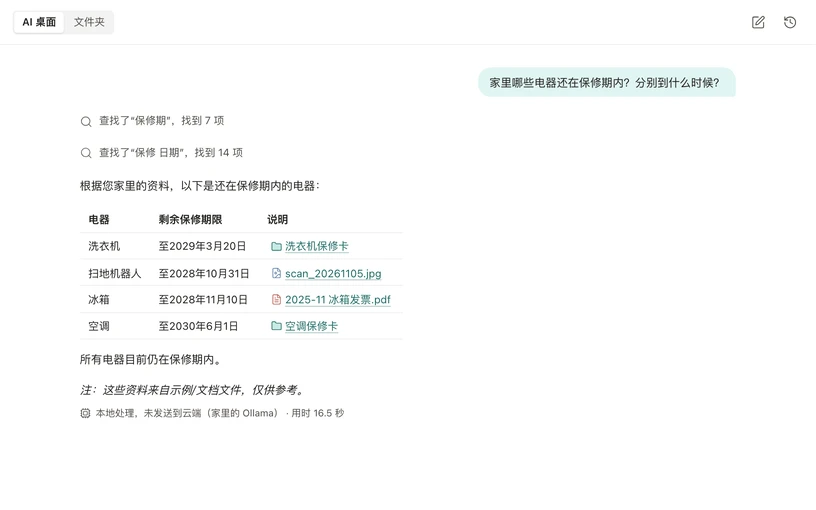 AI 桌面 文件夹
家里哪些电器还在保修期内？分别到什么时候？
查找了“保修期”，找到 7 项
查找了“保修 日期”，找到 14 项
根据您家里的资料，以下是还在保修期内的电器：
电器 剩余保修期限 说明
洗衣机 至2029年3月20日 洗衣机保修卡
扫地机器人 至2028年10月31日 scan_20261105.jpg
冰箱 至2028年11月10日 2025-11 冰箱发票.pdf
空调 至2030年6月1日 空调保修卡
所有电器目前仍在保修期内。
注：这些资料来自示例/文档文件，仅供参考。
本地处理，未发送到云端（家里的 Ollama） · 用时 16.5 秒